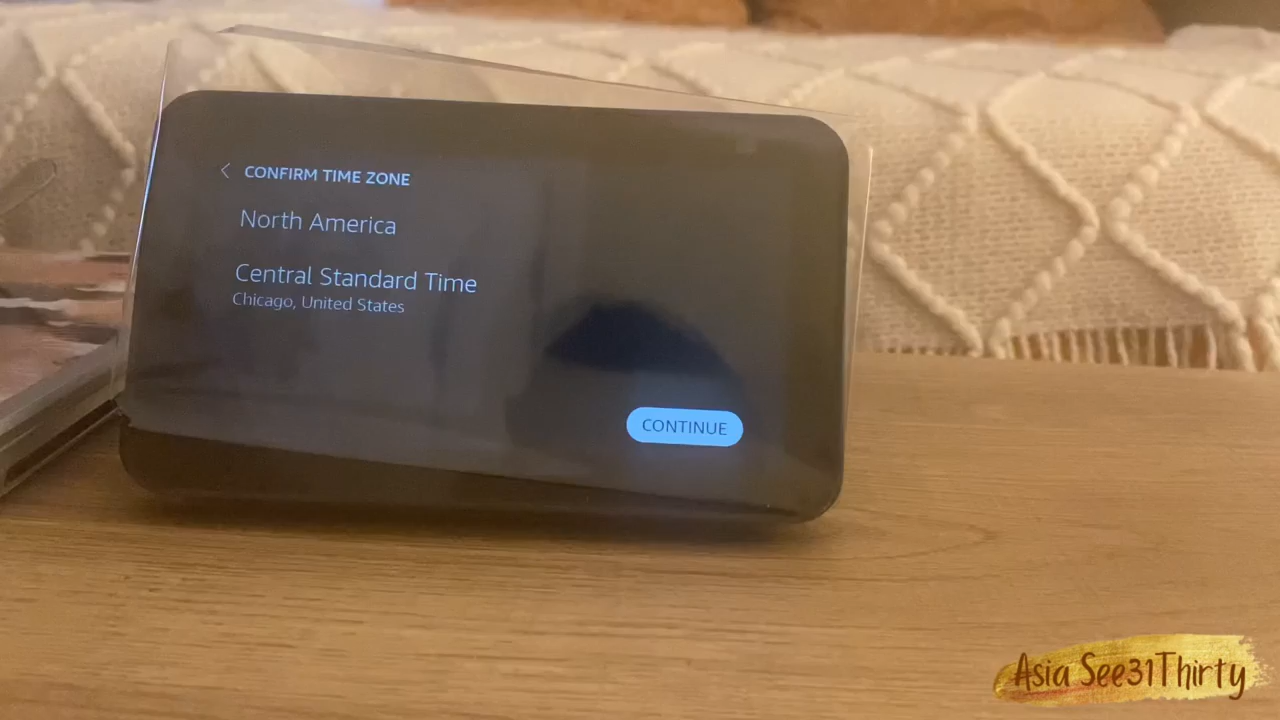 CONFIRM TIME ZONE
North America
Central Standard Time
Chicago, United States
CONTINUE
Asia See31Thirty